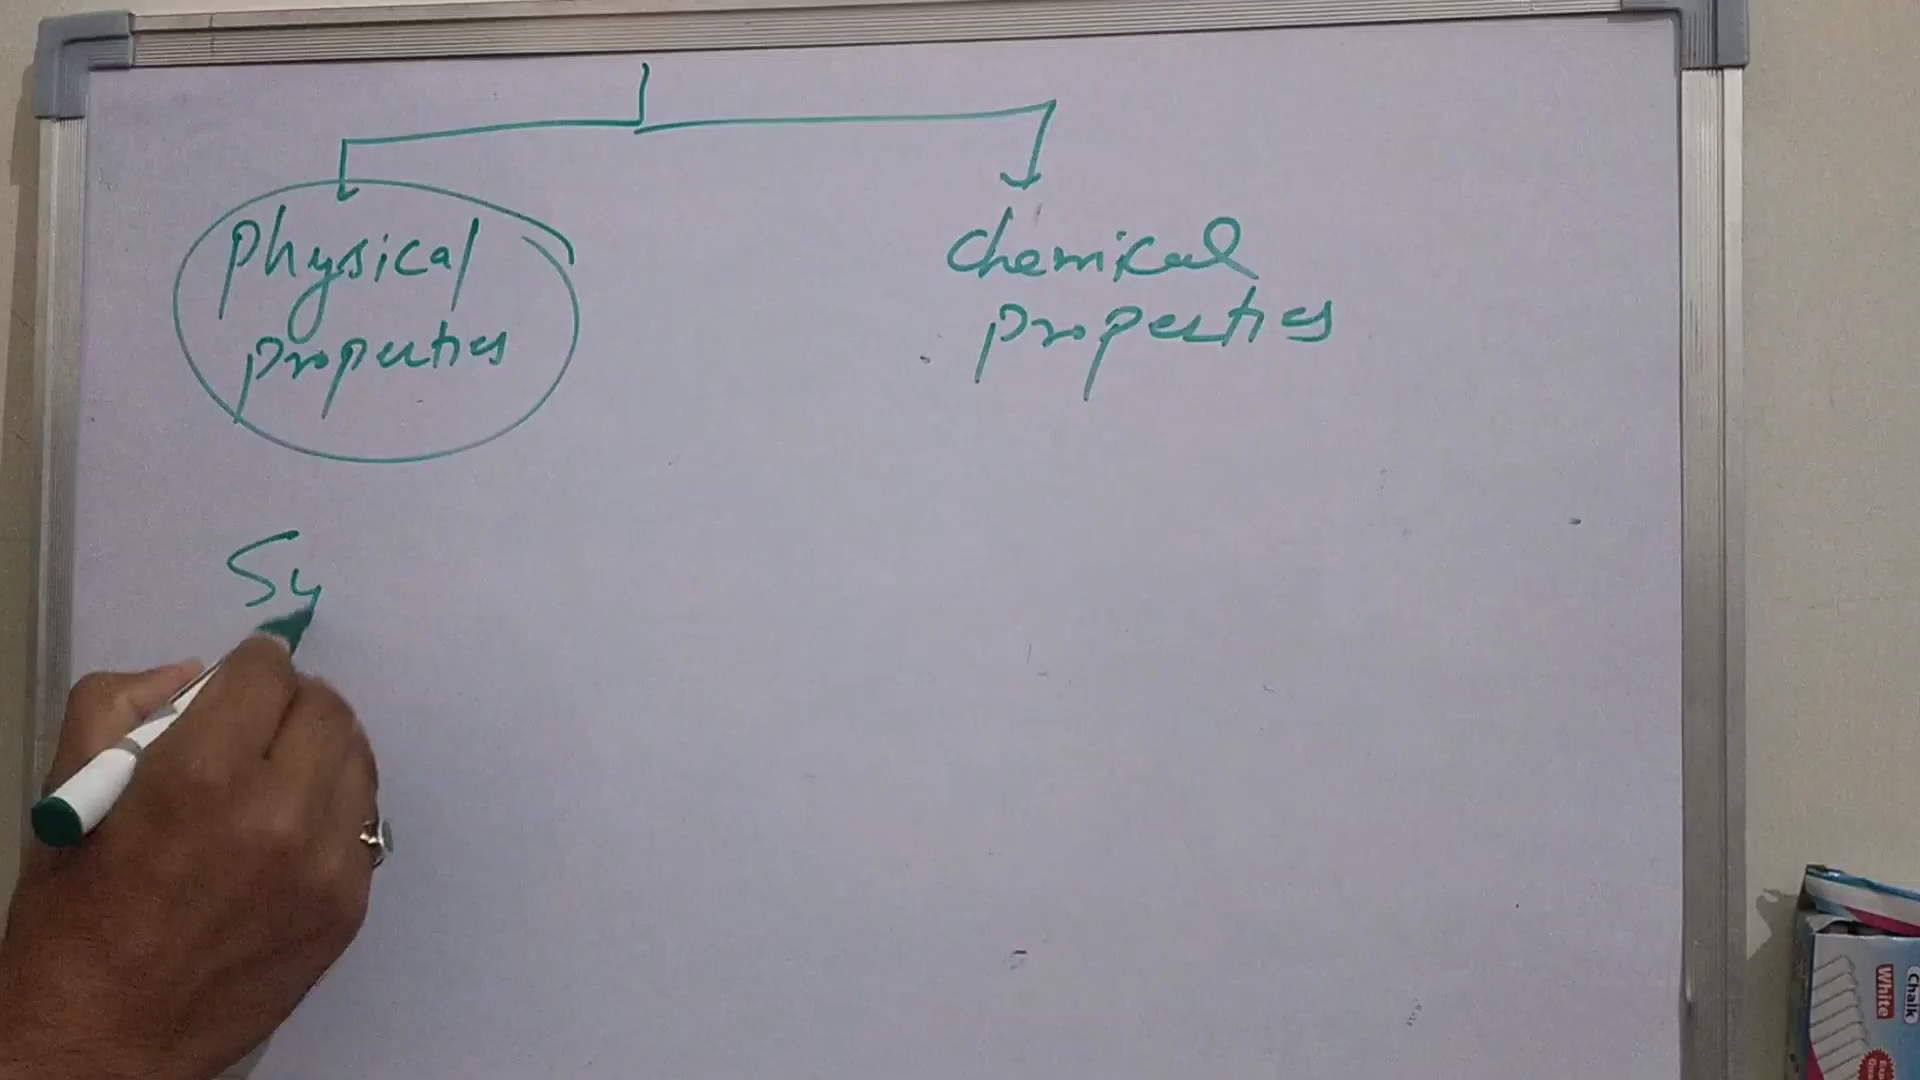 Physical
properties
Chemical
properties
Sy
Chalk
White